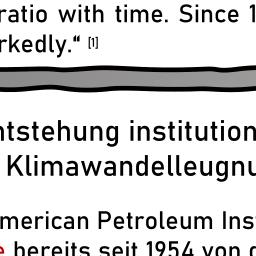 ratio with time. Since 1
rkedly.“ [1]
ntstehung institution
Klimawandelleugnu
merican Petroleum Ins
e bereits seit 1954 von